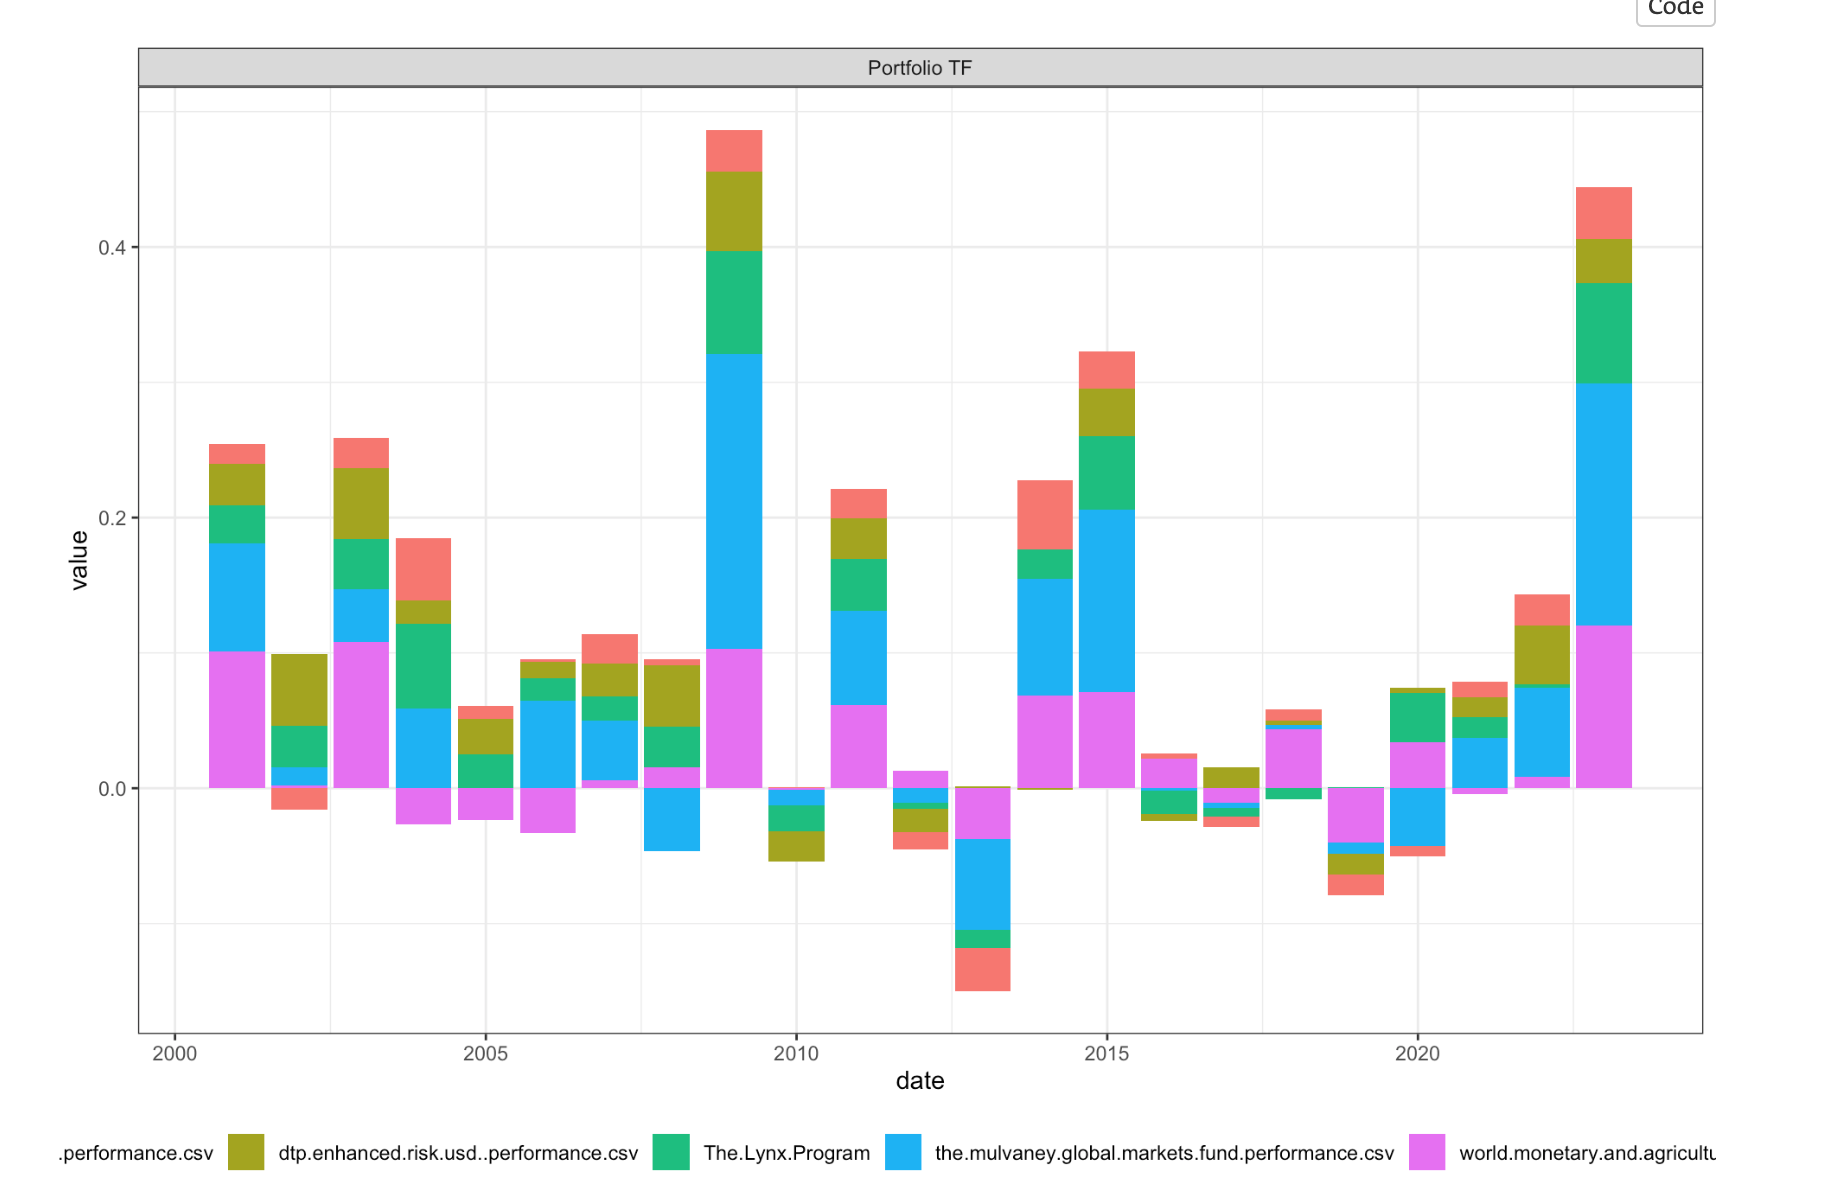 Code
Portfolio TF
0.4
0.2
0.0
value
2000 2005 2010 2015 2020
date
.performance.csv dtp.enhanced.risk.usd..performance.csv The.Lynx.Program the.mulvaney.global.markets.fund.performance.csv world.monetary.and.agricultu